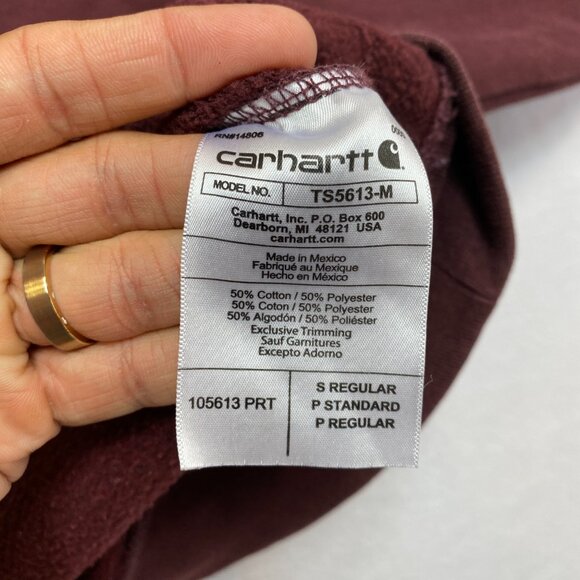 RN#14806
carhartt
MODEL NO. TS5613-M
Carhartt, Inc. P.O. Box 600
Dearborn, MI 48121 USA
carhartt.com
Made in Mexico
Fabriqué au Mexique
Hecho en México
50% Cotton / 50% Polyester
50% Coton / 50% Polyester
50% Algodón / 50% Poliéster
Exclusive Trimming
Sauf Garnitures
Excepto Adorno
105613 PRT
S REGULAR
P STANDARD
P REGULAR